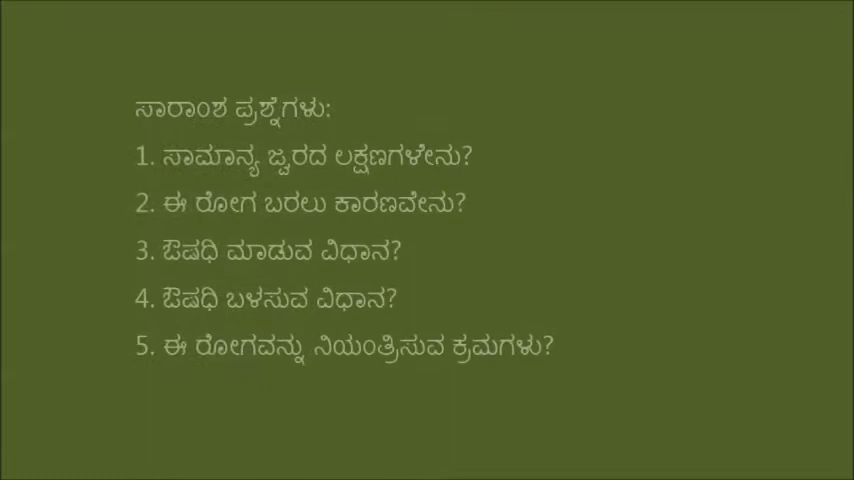 ಸಾರಾಂಶ ಪ್ರಶ್ನೆಗಳು:
1. ಸಾಮಾನ್ಯ ಜ್ವರದ ಲಕ್ಷಣಗಳೇನು?
2. ಈ ರೋಗ ಬರಲು ಕಾರಣವೇನು?
3. ಔಷಧಿ ಮಾಡುವ ವಿಧಾನ?
4. ಔಷಧಿ ಬಳಸುವ ವಿಧಾನ?
5. ಈ ರೋಗವನ್ನು ನಿಯಂತ್ರಿಸುವ ಕ್ರಮಗಳು?